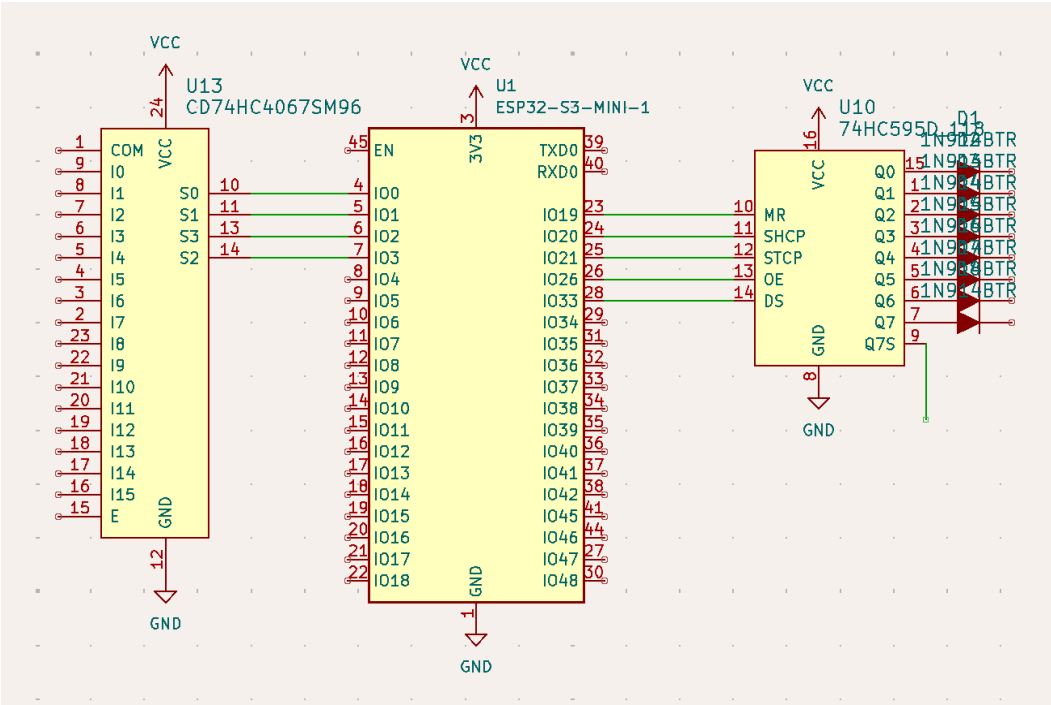 VCC
U13
CD74HC4067SM96
24
VCC
1 COM
9 I0
8 I1
7 I2
6 I3
5 I4
4 I5
3 I6
2 I7
23 I8
22 I9
21 I10
20 I11
19 I12
18 I13
17 I14
16 I15
15 E
S0 10
S1 11
S3 13
S2 14
GND
12
GND
VCC
U1
ESP32-S3-MINI-1
3
3V3
45 EN
4 IO0
5 IO1
6 IO2
7 IO3
8 IO4
9 IO5
10 IO6
11 IO7
12 IO8
13 IO9
14 IO10
15 IO11
16 IO12
17 IO13
18 IO14
19 IO15
20 IO16
21 IO17
22 IO18
TXD0 39
RXD0 40
IO19 23
IO20 24
IO21 25
IO26 26
IO33 28
IO34 29
IO35 31
IO36 32
IO37 33
IO38 34
IO39 35
IO40 36
IO41 37
IO42 38
IO45 41
IO46 44
IO47 27
IO48 30
GND
1
GND
VCC
U10
74HC595D
16
VCC
10 MR
11 SHCP
12 STCP
13 OE
14 DS
Q0 15
Q1 1
Q2 2
Q3 3
Q4 4
Q5 5
Q6 6
Q7 7
Q7S 9
GND
8
GND
D1
1N914BTR